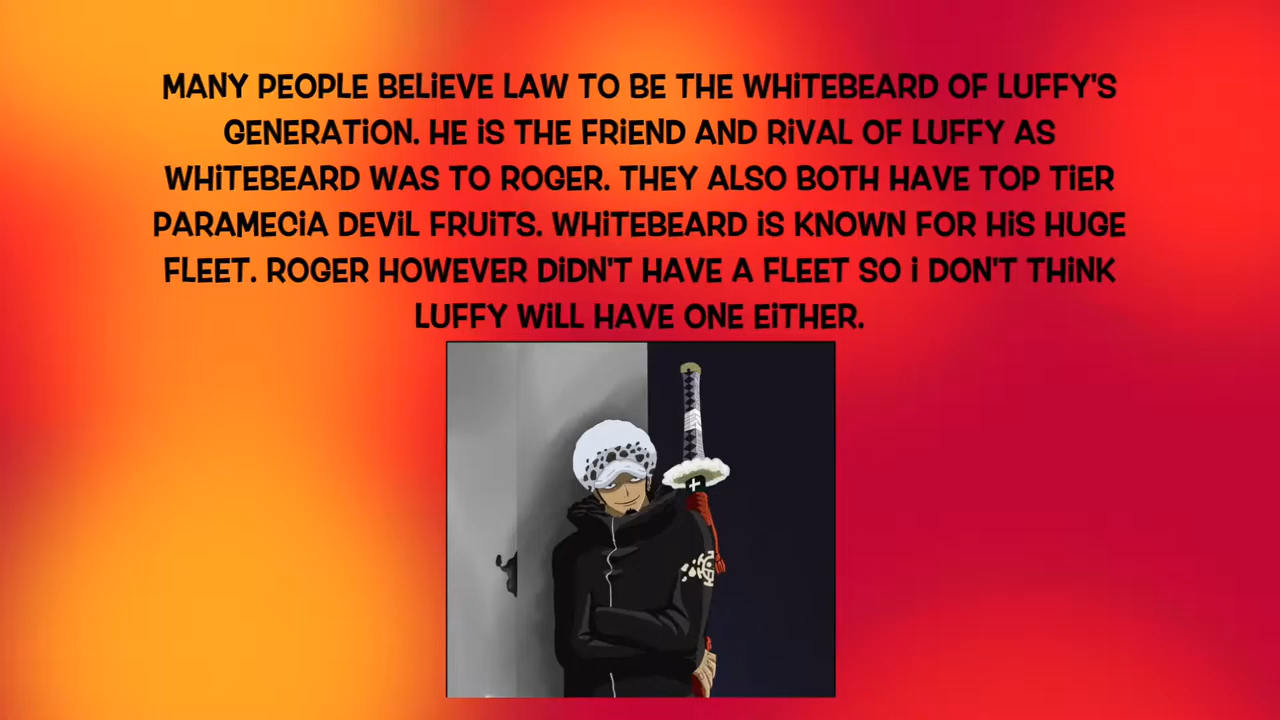 MANY PEOPLE BELiEVE LAW TO BE THE WHiTEBEARD OF LUFFY'S
GENERATiON. HE iS THE FRiEND AND RiVAL OF LUFFY AS
WHiTEBEARD WAS TO ROGER. THEY ALSO BOTH HAVE TOP TiER
PARAMECiA DEViL FRUiTS. WHiTEBEARD iS KNOWN FOR HiS HUGE
FLEET. ROGER HOWEVER DiDN'T HAVE A FLEET SO i DON'T THiNK
LUFFY WiLL HAVE ONE EiTHER.